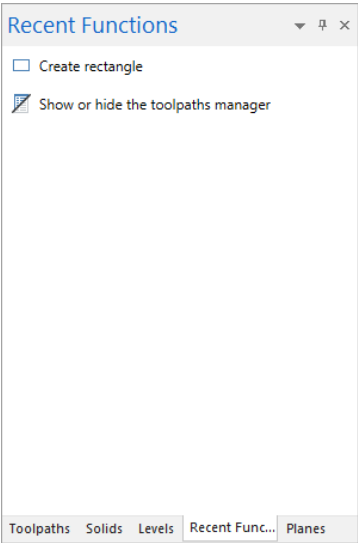 Recent Functions
Create rectangle
Show or hide the toolpaths manager
Toolpaths Solids Levels Recent Func... Planes